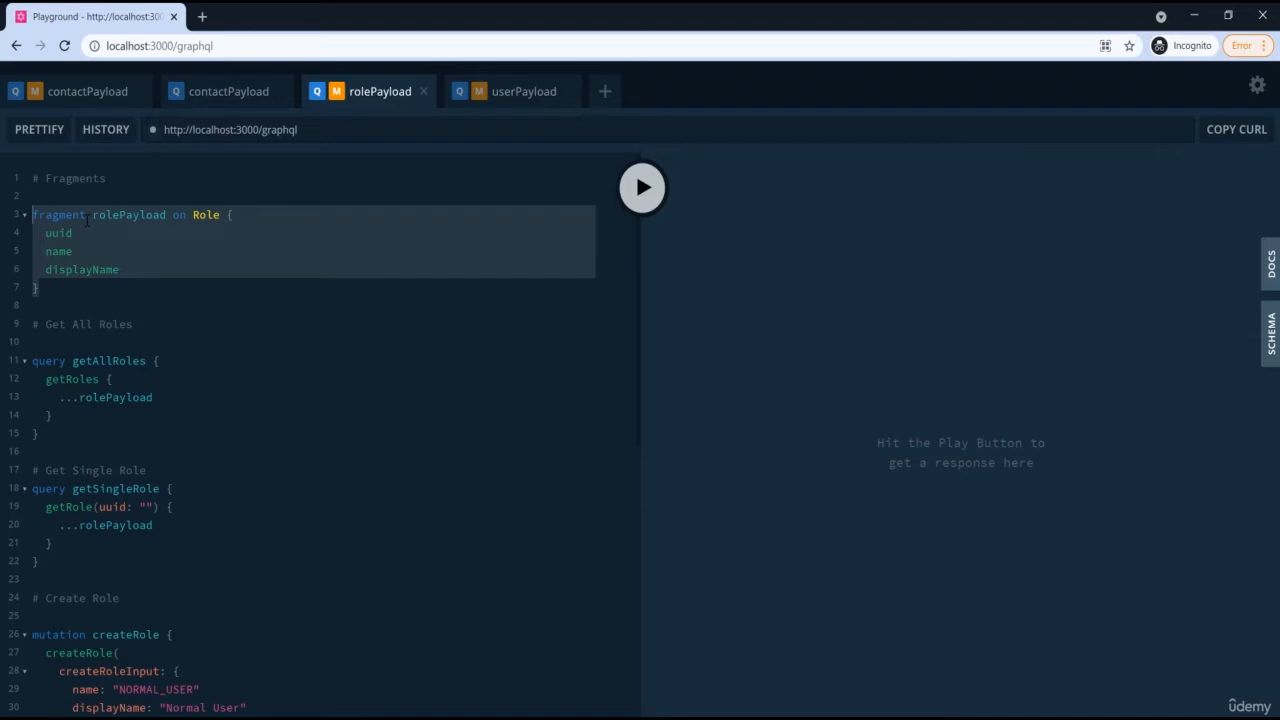 Playground - http://localhost:300
localhost:3000/graphql
Incognito
Error
Q M contactPayload
Q contactPayload
Q M rolePayload
Q M userPayload
PRETTIFY
HISTORY
http://localhost:3000/graphql
COPY CURL
1 # Fragments
2
3 fragment rolePayload on Role {
4 uuid
5 name
6 displayName
7 }
8
9 # Get All Roles
10
11 query getAllRoles {
12 getRoles {
13 ...rolePayload
14 }
15 }
16
17 # Get Single Role
18 query getSingleRole {
19 getRole(uuid: "") {
20 ...rolePayload
21 }
22 }
23
24 # Create Role
25
26 mutation createRole {
27 createRole(
28 createRoleInput: {
29 name: "NORMAL_USER"
30 displayName: "Normal User"
Hit the Play Button to
get a response here
DOCS
SCHEMA
ûdemy